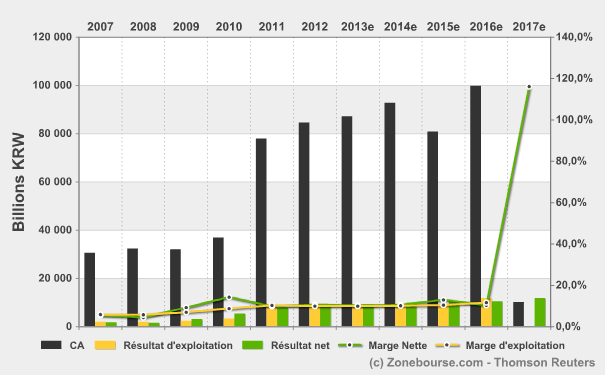 2007 2008 2009 2010 2011 2012 2013e 2014e 2015e 2016e 2017e
120 000 140,0%
120,0%
100 000
100,0%
80 000
80,0%
60 000
60,0%
40 000
40,0%
20 000
20,0%
0 0,0%
Billions KRW
CA Résultat d'exploitation Résultat net Marge Nette Marge d'exploitation
(c) Zonebourse.com - Thomson Reuters